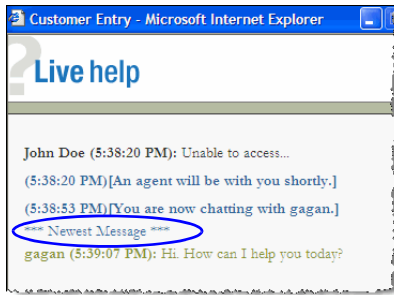 Customer Entry - Microsoft Internet Explorer
?
Live help
John Doe (5:38:20 PM): Unable to access...
(5:38:20 PM)[An agent will be with you shortly.]
(5:38:53 PM)[You are now chatting with gagan.]
*** Newest Message ***
gagan (5:39:07 PM): Hi. How can I help you today?